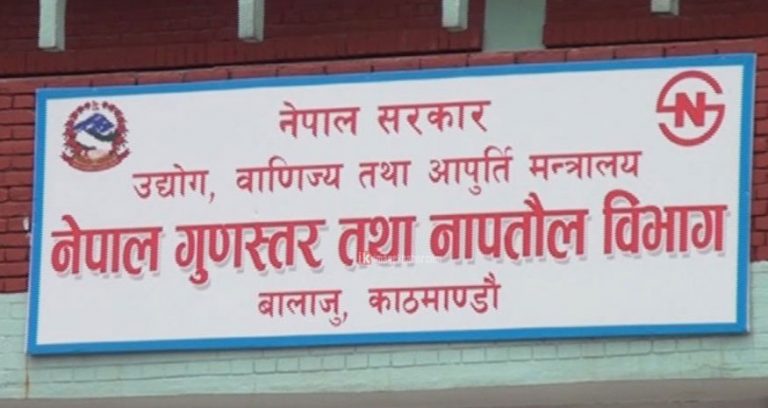 नेपाल सरकार
उद्योग, वाणिज्य तथा आपुर्ति मन्त्रालय
नेपाल गुणस्तर तथा नापतौल विभाग
बालाजु, काठमाण्डौ